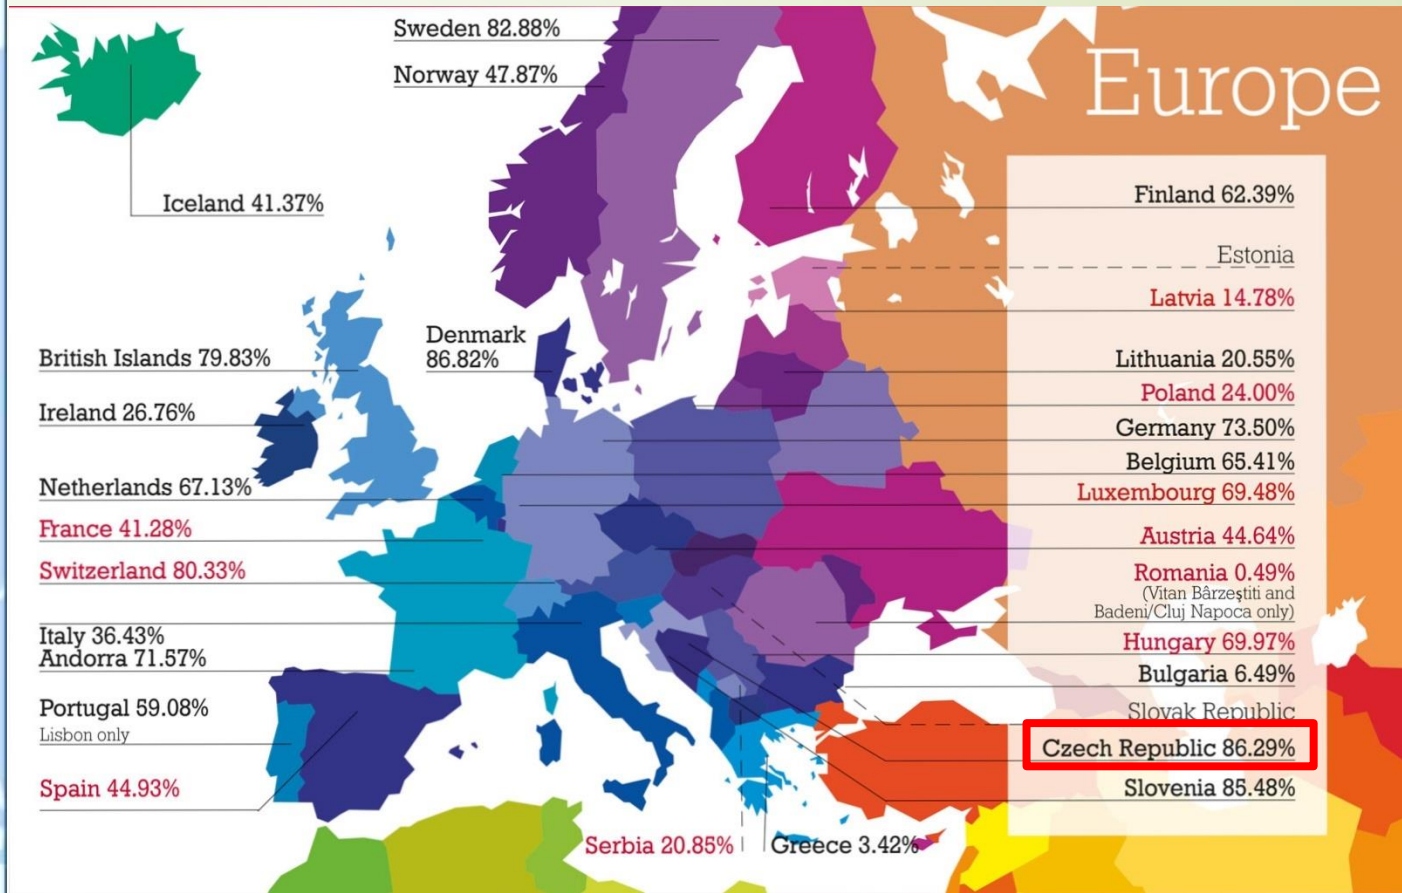 Europe
Sweden 82.88%
Norway 47.87%
Iceland 41.37%
Denmark
86.82%
British Islands 79.83%
Ireland 26.76%
Netherlands 67.13%
France 41.28%
Switzerland 80.33%
Italy 36.43%
Andorra 71.57%
Portugal 59.08%
Lisbon only
Spain 44.93%
Serbia 20.85%
Greece 3.42%
Finland 62.39%
Estonia
Latvia 14.78%
Lithuania 20.55%
Poland 24.00%
Germany 73.50%
Belgium 65.41%
Luxembourg 69.48%
Austria 44.64%
Romania 0.49%
(Vitan Bârzeştiti and
Badeni/Cluj Napoca only)
Hungary 69.97%
Bulgaria 6.49%
Slovak Republic
Czech Republic 86.29%
Slovenia 85.48%